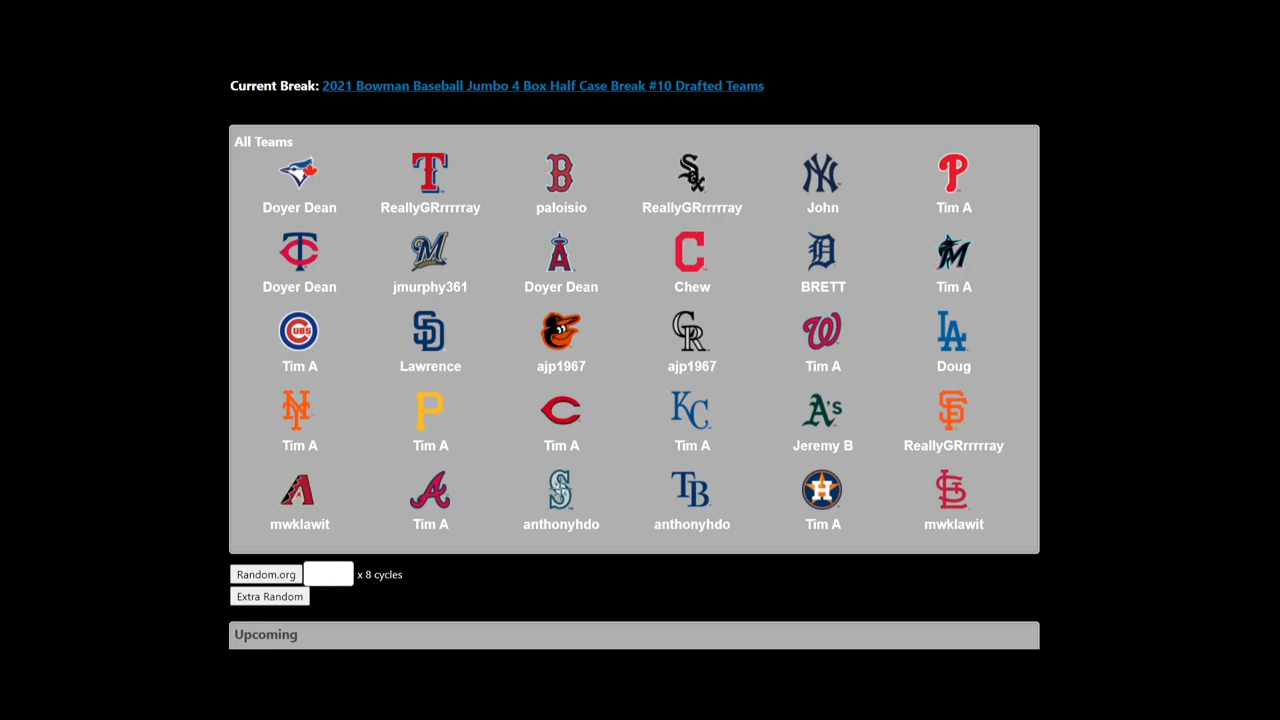 Current Break: 2021 Bowman Baseball Jumbo 4 Box Half Case Break #10 Drafted Teams
All Teams
Doyer Dean ReallyGRrrrrray paloisio ReallyGRrrrrray John Tim A
Doyer Dean jmurphy361 Doyer Dean Chew BRETT Tim A
CUBS
Tim A Lawrence ajp1967 ajp1967 Tim A Doug
Tim A Tim A Tim A Tim A Jeremy B ReallyGRrrrrray
mwklawit Tim A anthonyhdo anthonyhdo Tim A mwklawit
Random.org x 8 cycles
Extra Random
Upcoming